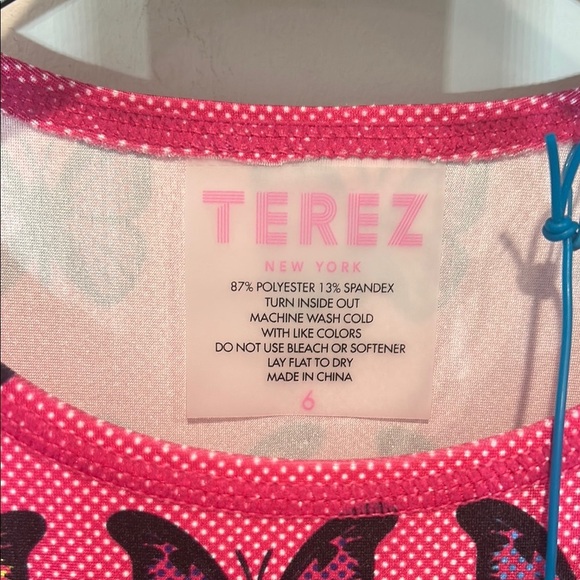 TEREZ
NEW YORK
87% POLYESTER 13% SPANDEX
TURN INSIDE OUT
MACHINE WASH COLD
WITH LIKE COLORS
DO NOT USE BLEACH OR SOFTENER
LAY FLAT TO DRY
MADE IN CHINA
6